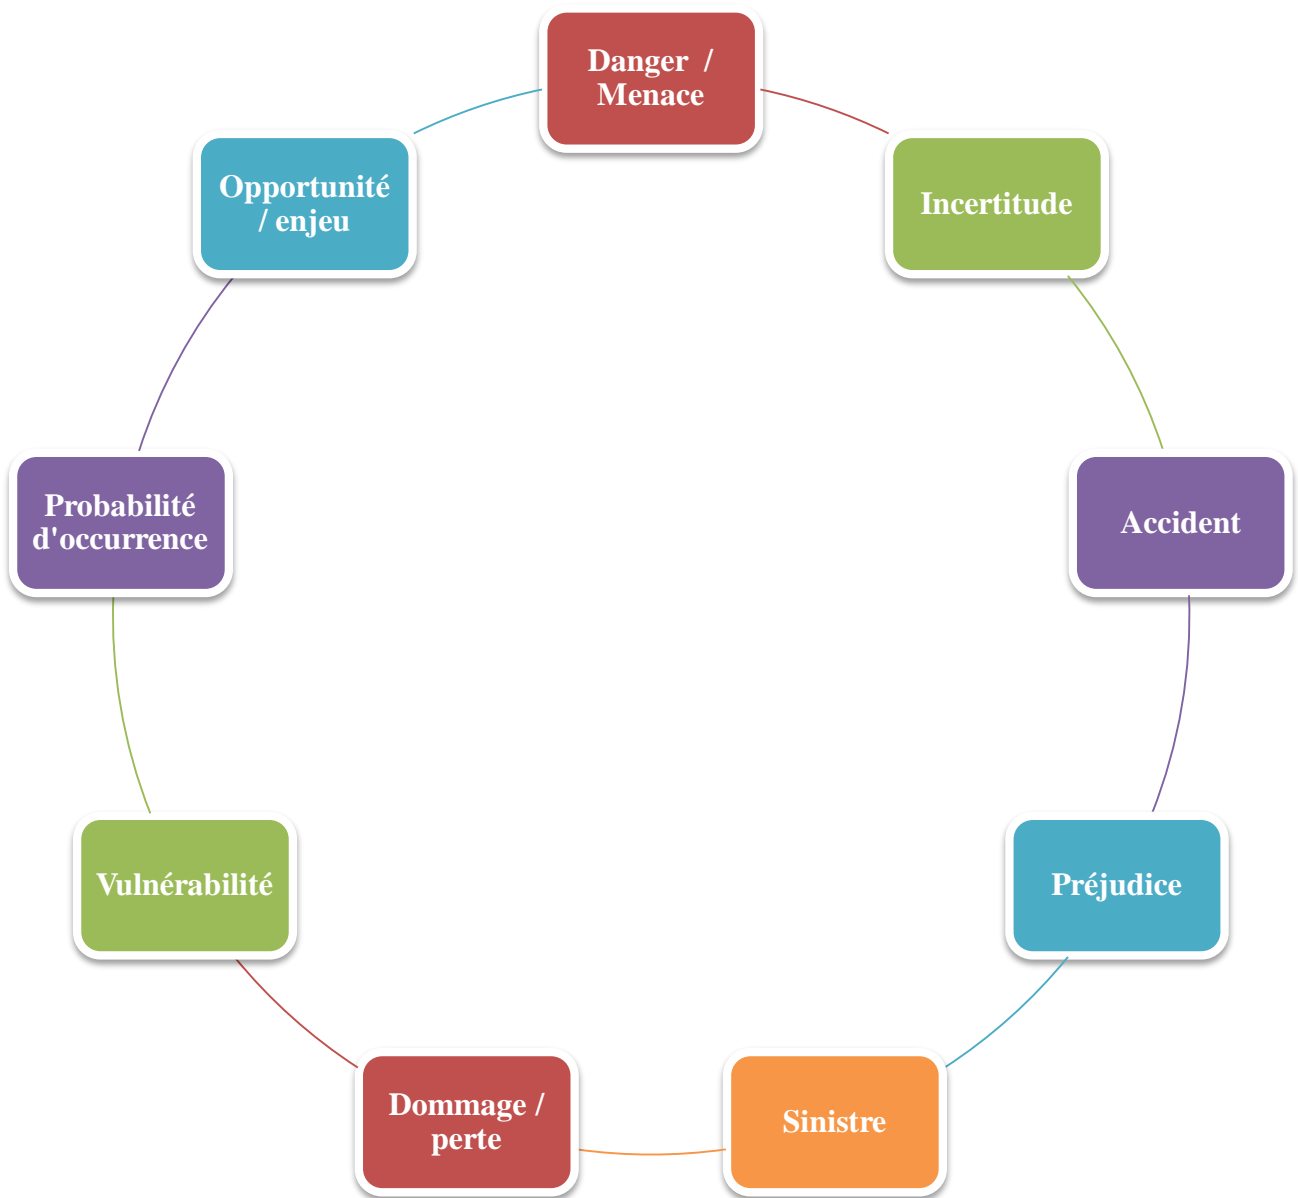 Danger /
Menace
Incertitude
Accident
Préjudice
Sinistre
Dommage /
perte
Vulnérabilité
Probabilité
d'occurrence
Opportunité
/ enjeu